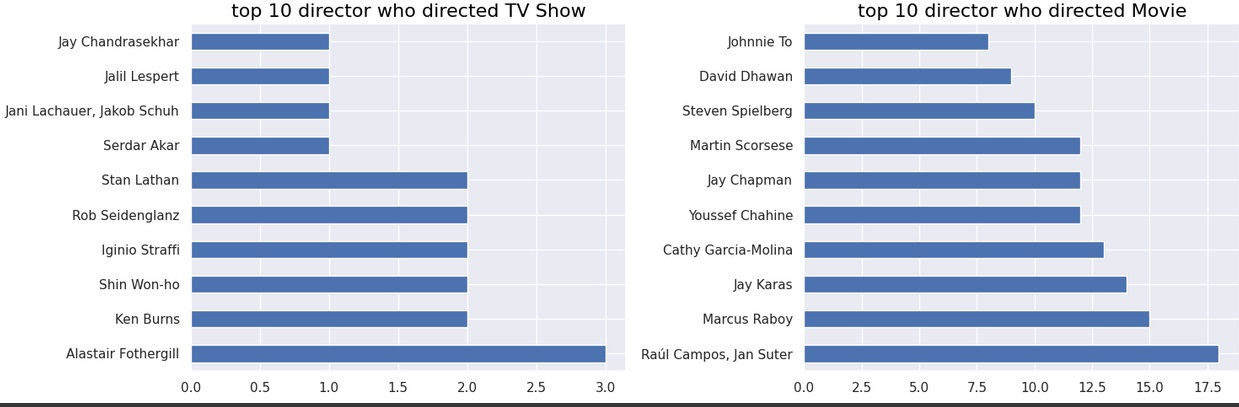 top 10 director who directed TV Show
Jay Chandrasekhar
Jalil Lespert
Jani Lachauer, Jakob Schuh
Serdar Akar
Stan Lathan
Rob Seidenglanz
Iginio Straffi
Shin Won-ho
Ken Burns
Alastair Fothergill
0.0 0.5 1.0 1.5 2.0 2.5 3.0
top 10 director who directed Movie
Johnnie To
David Dhawan
Steven Spielberg
Martin Scorsese
Jay Chapman
Youssef Chahine
Cathy Garcia-Molina
Jay Karas
Marcus Raboy
Raúl Campos, Jan Suter
0.0 2.5 5.0 7.5 10.0 12.5 15.0 17.5